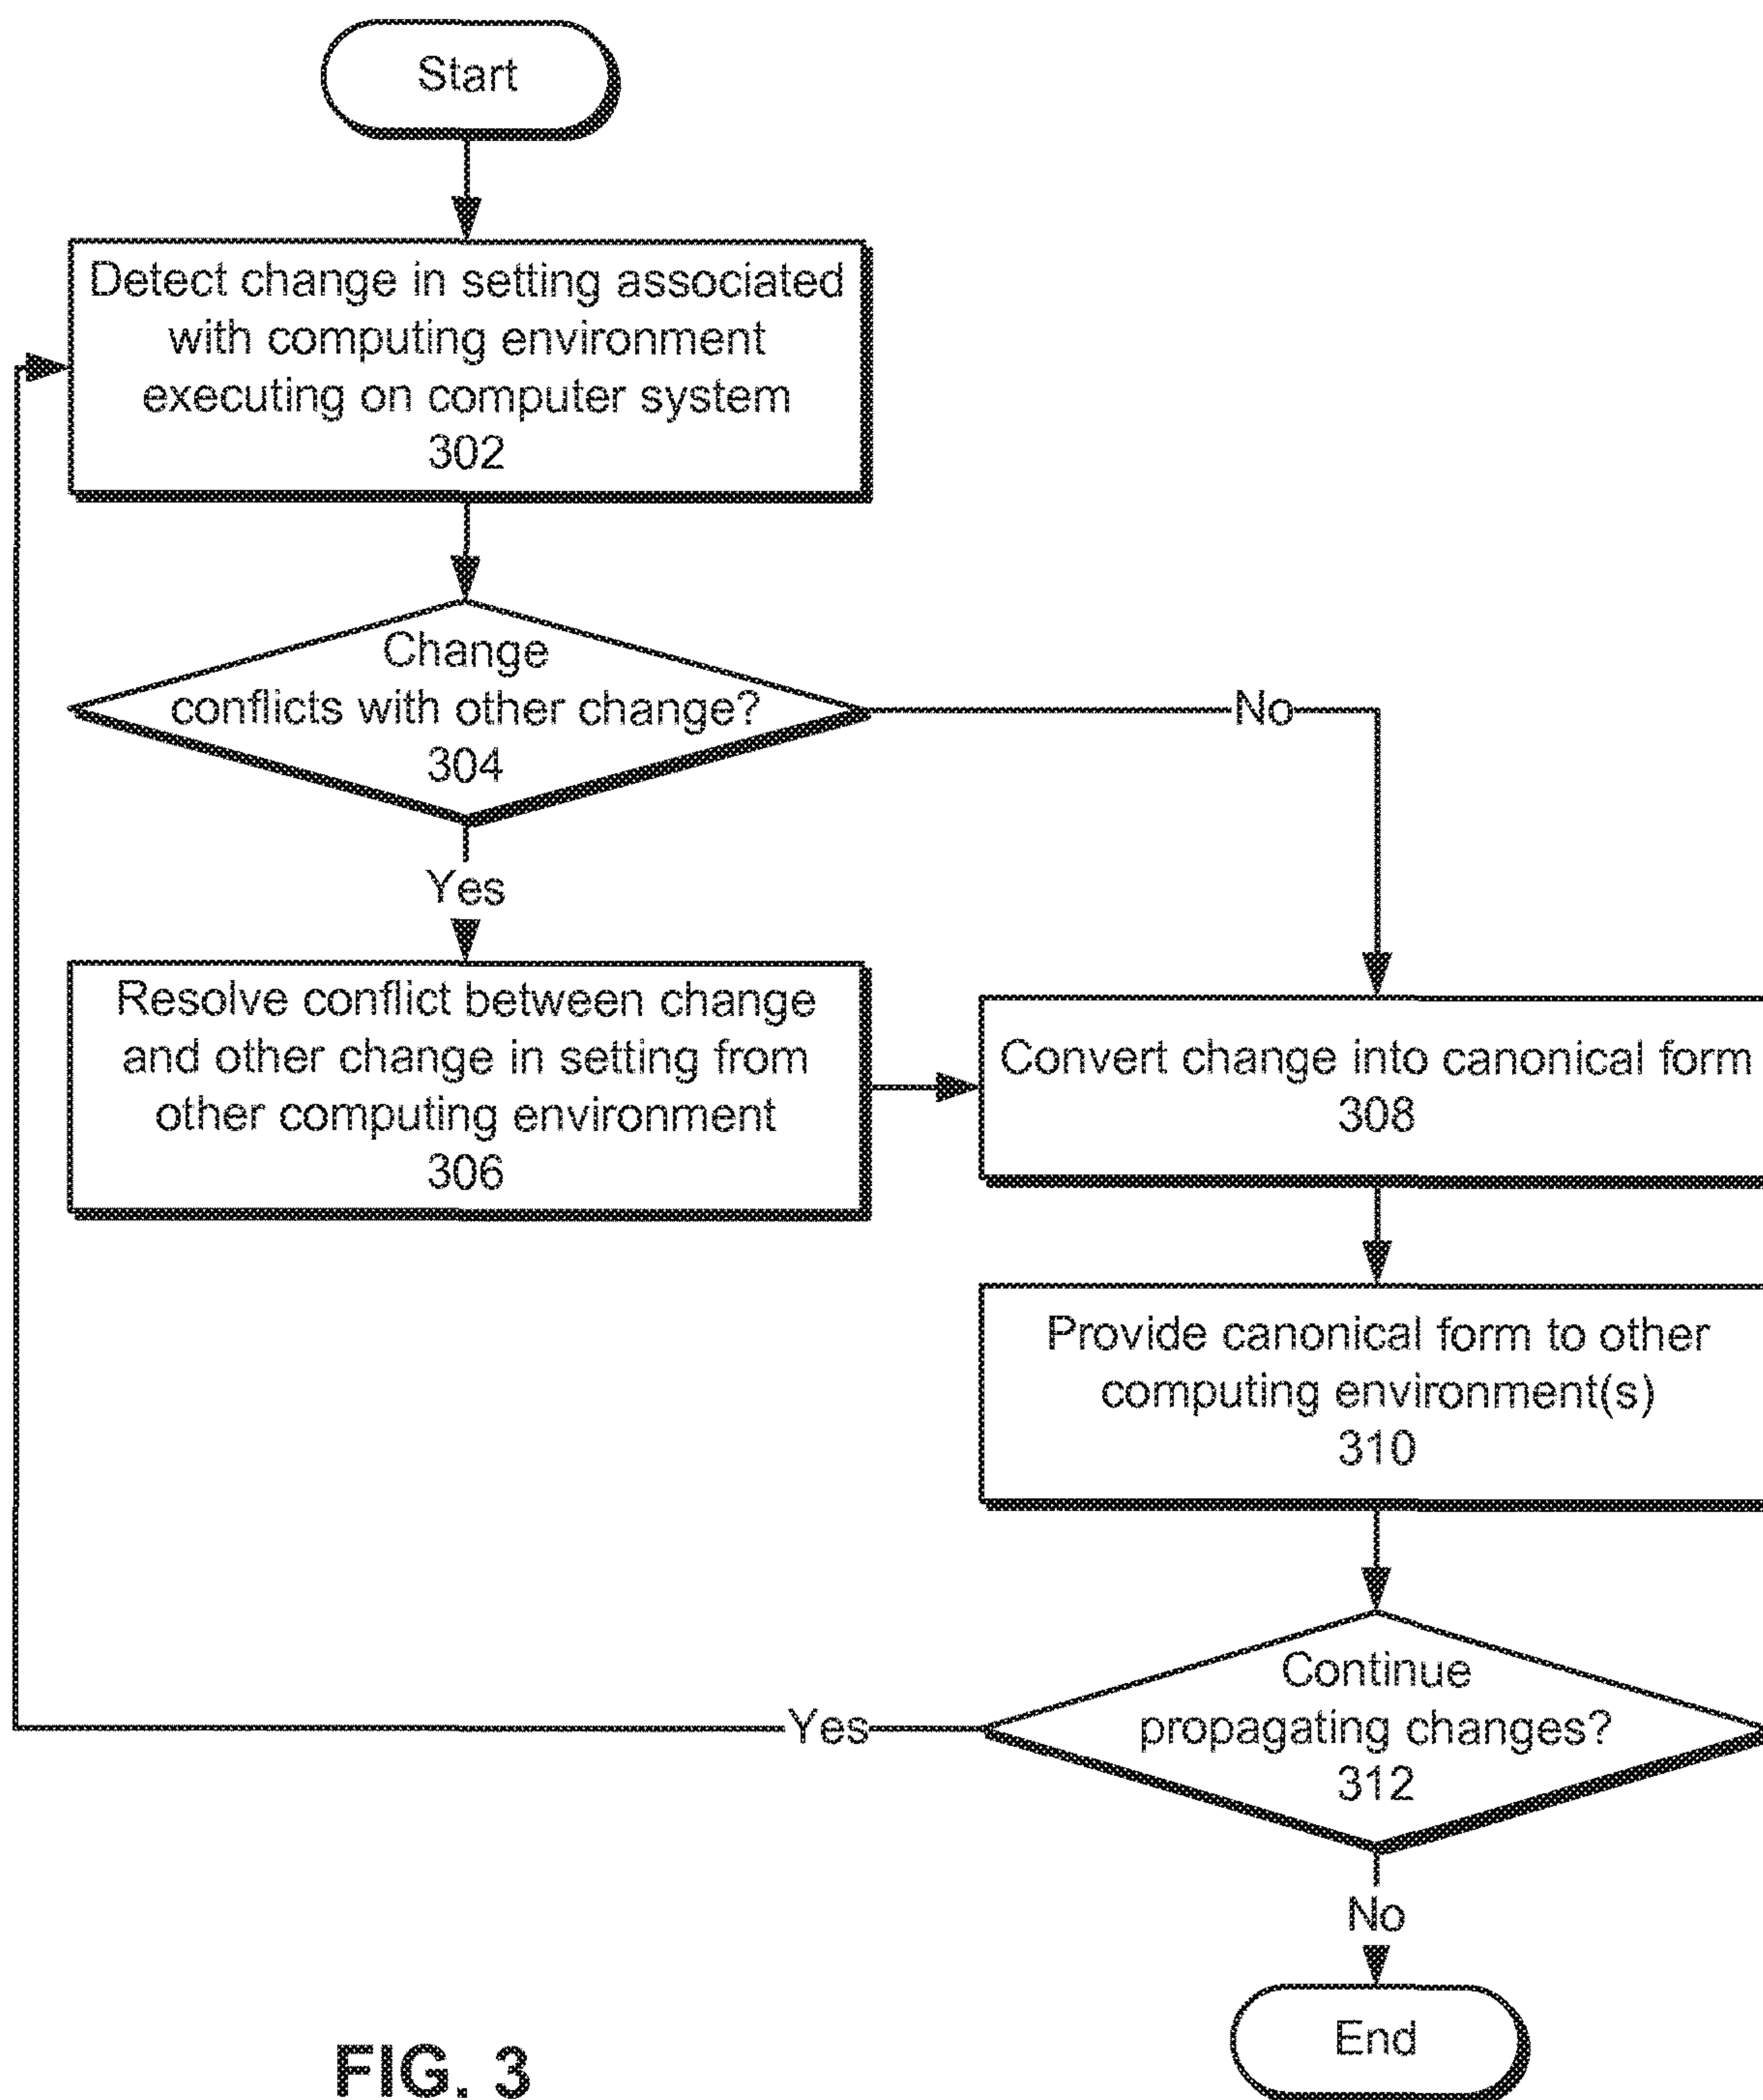 Start
Detect change in setting associated
with computing environment
executing on computer system
302
Change
conflicts with other change?
304
No
Yes
Resolve conflict between change
and other change in setting from
other computing environment
306
Convert change into canonical form
308
Provide canonical form to other
computing environment(s)
310
Continue
propagating changes?
312
Yes
No
End
FIG. 3